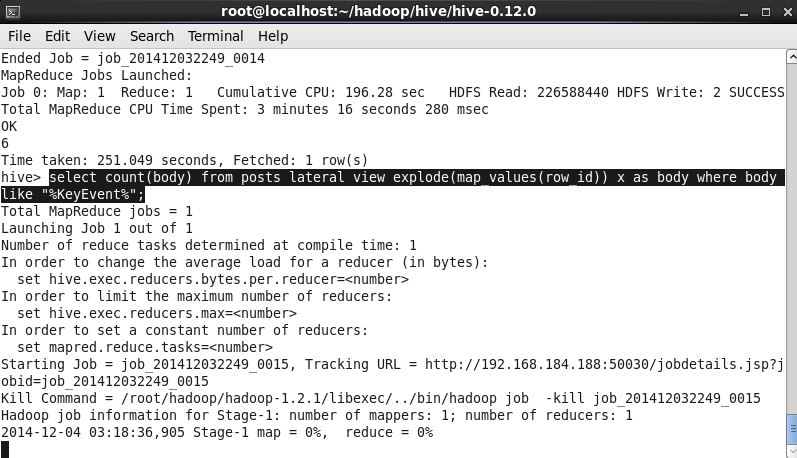 root@localhost:~/hadoop/hive/hive-0.12.0
File Edit View Search Terminal Help
Ended Job = job_201412032249_0014
MapReduce Jobs Launched:
Job 0: Map: 1  Reduce: 1   Cumulative CPU: 196.28 sec   HDFS Read: 226588440 HDFS Write: 2 SUCCESS
Total MapReduce CPU Time Spent: 3 minutes 16 seconds 280 msec
OK
6
Time taken: 251.049 seconds, Fetched: 1 row(s)
hive> select count(body) from posts lateral view explode(map_values(row_id)) x as body where body
like "%KeyEvent%";
Total MapReduce jobs = 1
Launching Job 1 out of 1
Number of reduce tasks determined at compile time: 1
In order to change the average load for a reducer (in bytes):
  set hive.exec.reducers.bytes.per.reducer=<number>
In order to limit the maximum number of reducers:
  set hive.exec.reducers.max=<number>
In order to set a constant number of reducers:
  set mapred.reduce.tasks=<number>
Starting Job = job_201412032249_0015, Tracking URL = http://192.168.184.188:50030/jobdetails.jsp?j
obid=job_201412032249_0015
Kill Command = /root/hadoop/hadoop-1.2.1/libexec/../bin/hadoop job  -kill job_201412032249_0015
Hadoop job information for Stage-1: number of mappers: 1; number of reducers: 1
2014-12-04 03:18:36,905 Stage-1 map = 0%,  reduce = 0%